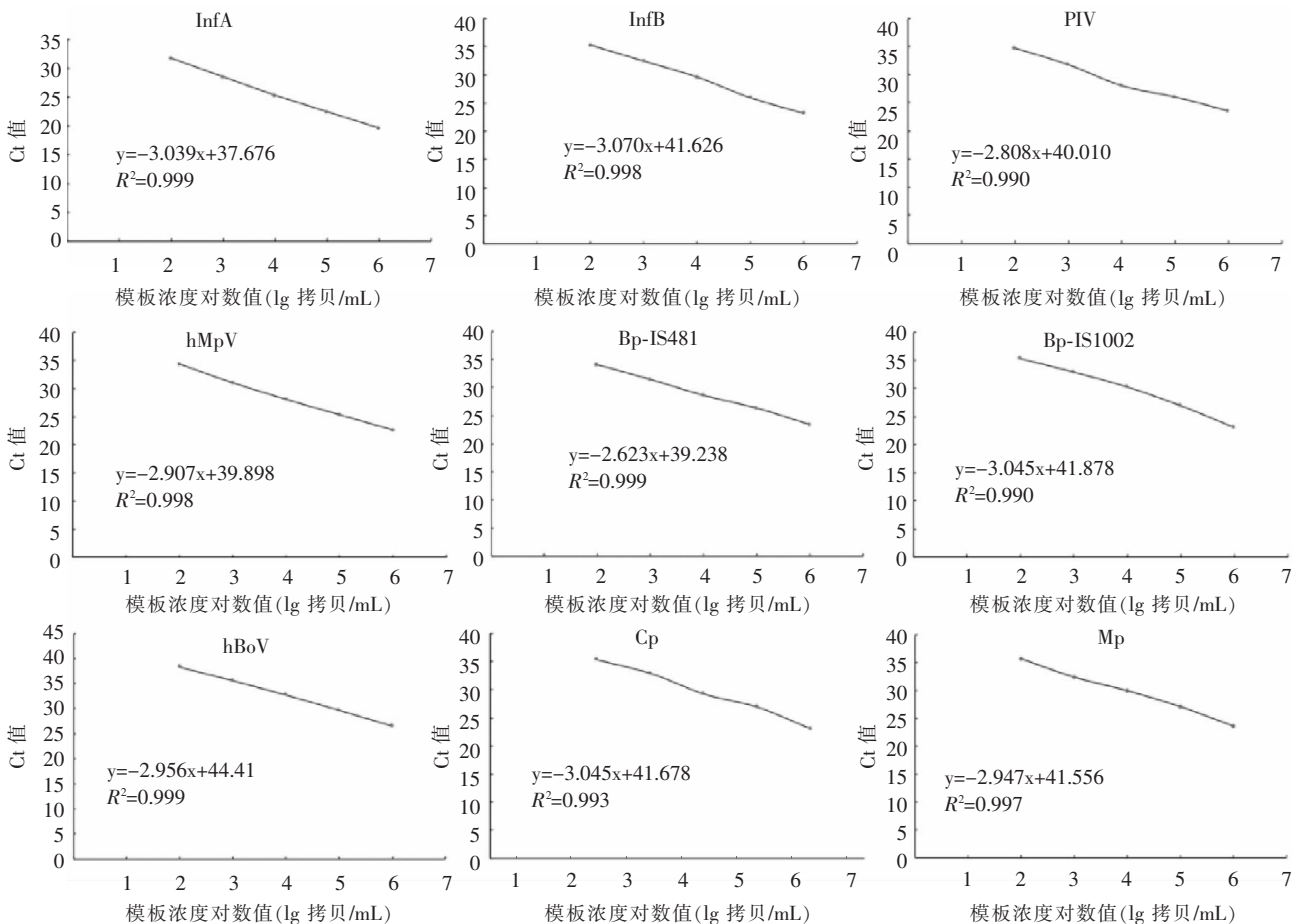 InfA
35
30
25
20
15
10
5
0
Ct 值
y=-3.039x+37.676
R²=0.999
1 2 3 4 5 6 7
模板浓度对数值(lg 拷贝/mL)
InfB
40
35
30
25
20
15
10
5
0
Ct 值
y=-3.070x+41.626
R²=0.998
1 2 3 4 5 6 7
模板浓度对数值(lg 拷贝/mL)
PIV
40
35
30
25
20
15
10
5
0
Ct 值
y=-2.808x+40.010
R²=0.990
1 2 3 4 5 6 7
模板浓度对数值(lg 拷贝/mL)
hMpV
40
35
30
25
20
15
10
5
0
Ct 值
y=-2.907x+39.898
R²=0.998
1 2 3 4 5 6 7
模板浓度对数值(lg 拷贝/mL)
Bp-IS481
40
35
30
25
20
15
10
5
0
Ct 值
y=-2.623x+39.238
R²=0.999
1 2 3 4 5 6 7
模板浓度对数值(lg 拷贝/mL)
Bp-IS1002
40
35
30
25
20
15
10
5
0
Ct 值
y=-3.045x+41.878
R²=0.990
1 2 3 4 5 6 7
模板浓度对数值(lg 拷贝/mL)
hBoV
45
40
35
30
25
20
15
10
5
0
Ct 值
y=-2.956x+44.41
R²=0.999
1 2 3 4 5 6 7
模板浓度对数值(lg 拷贝/mL)
Cp
40
35
30
25
20
15
10
5
0
Ct 值
y=-3.045x+41.678
R²=0.993
1 2 3 4 5 6 7
模板浓度对数值(lg 拷贝/mL)
Mp
40
35
30
25
20
15
10
5
0
Ct 值
y=-2.947x+41.556
R²=0.997
1 2 3 4 5 6 7
模板浓度对数值(lg 拷贝/mL)